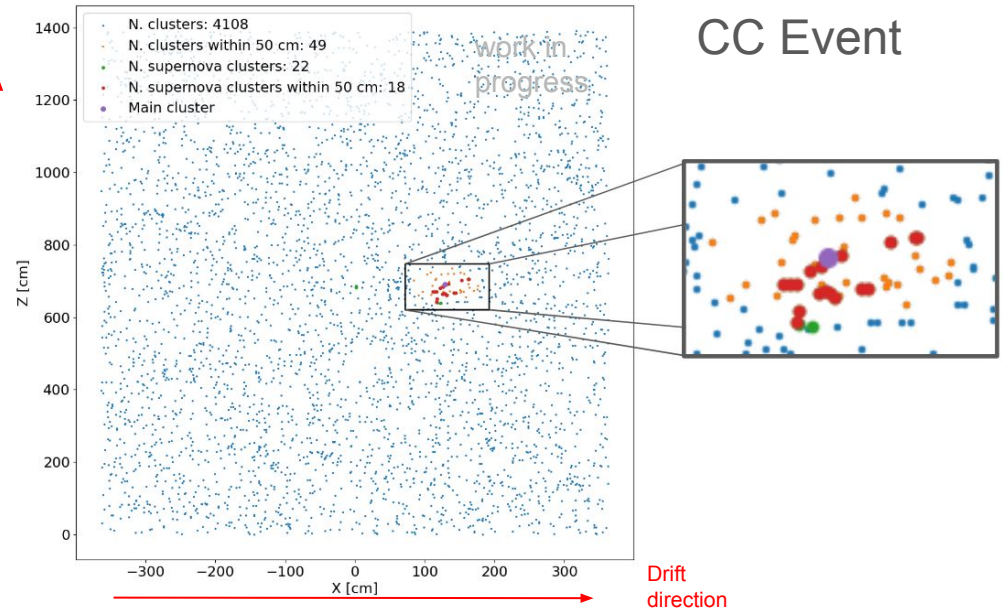 CC Event
N. clusters: 4108
N. clusters within 50 cm: 49
N. supernova clusters: 22
N. supernova clusters within 50 cm: 18
Main cluster
work in
progress
1400
1200
1000
800
600
400
200
0
Z [cm]
−300
−200
−100
0
100
200
300
X [cm]
Drift
direction